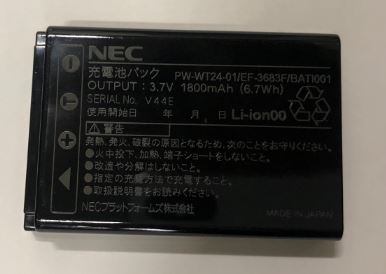 NEC
充電池パック PW-WT24-01/EF-3683F/BATI001
OUTPUT : 3.7V 1800mAh (6.7Wh)
SERIAL No. V44E
使用開始日 年 月 日 Li-ion00
警告
発熱、発火、破裂の原因となるため、次のことをお守りください。
●火中投下、加熱、端子ショートをしないこと。
●改造や分解はしないこと。
●指定の充電方法で充電すること。
●取扱説明書をお読みください。
NECプラットフォームズ株式会社
MADE IN JAPAN